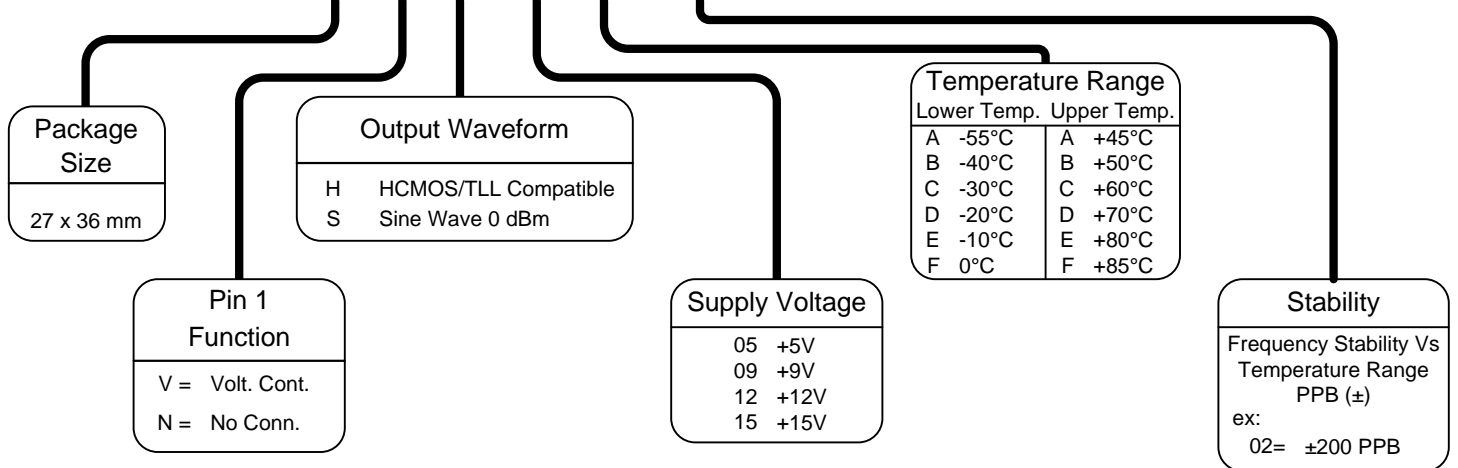 Package
Size
27 x 36 mm
Pin 1
Function
V = Volt. Cont.
N = No Conn.
Output Waveform
H HCMOS/TLL Compatible
S Sine Wave 0 dBm
Supply Voltage
05 +5V
09 +9V
12 +12V
15 +15V
Temperature Range
Lower Temp. Upper Temp.
A -55°C A +45°C
B -40°C B +50°C
C -30°C C +60°C
D -20°C D +70°C
E -10°C E +80°C
F 0°C F +85°C
Stability
Frequency Stability Vs
Temperature Range
PPB (±)
ex:
02= ±200 PPB